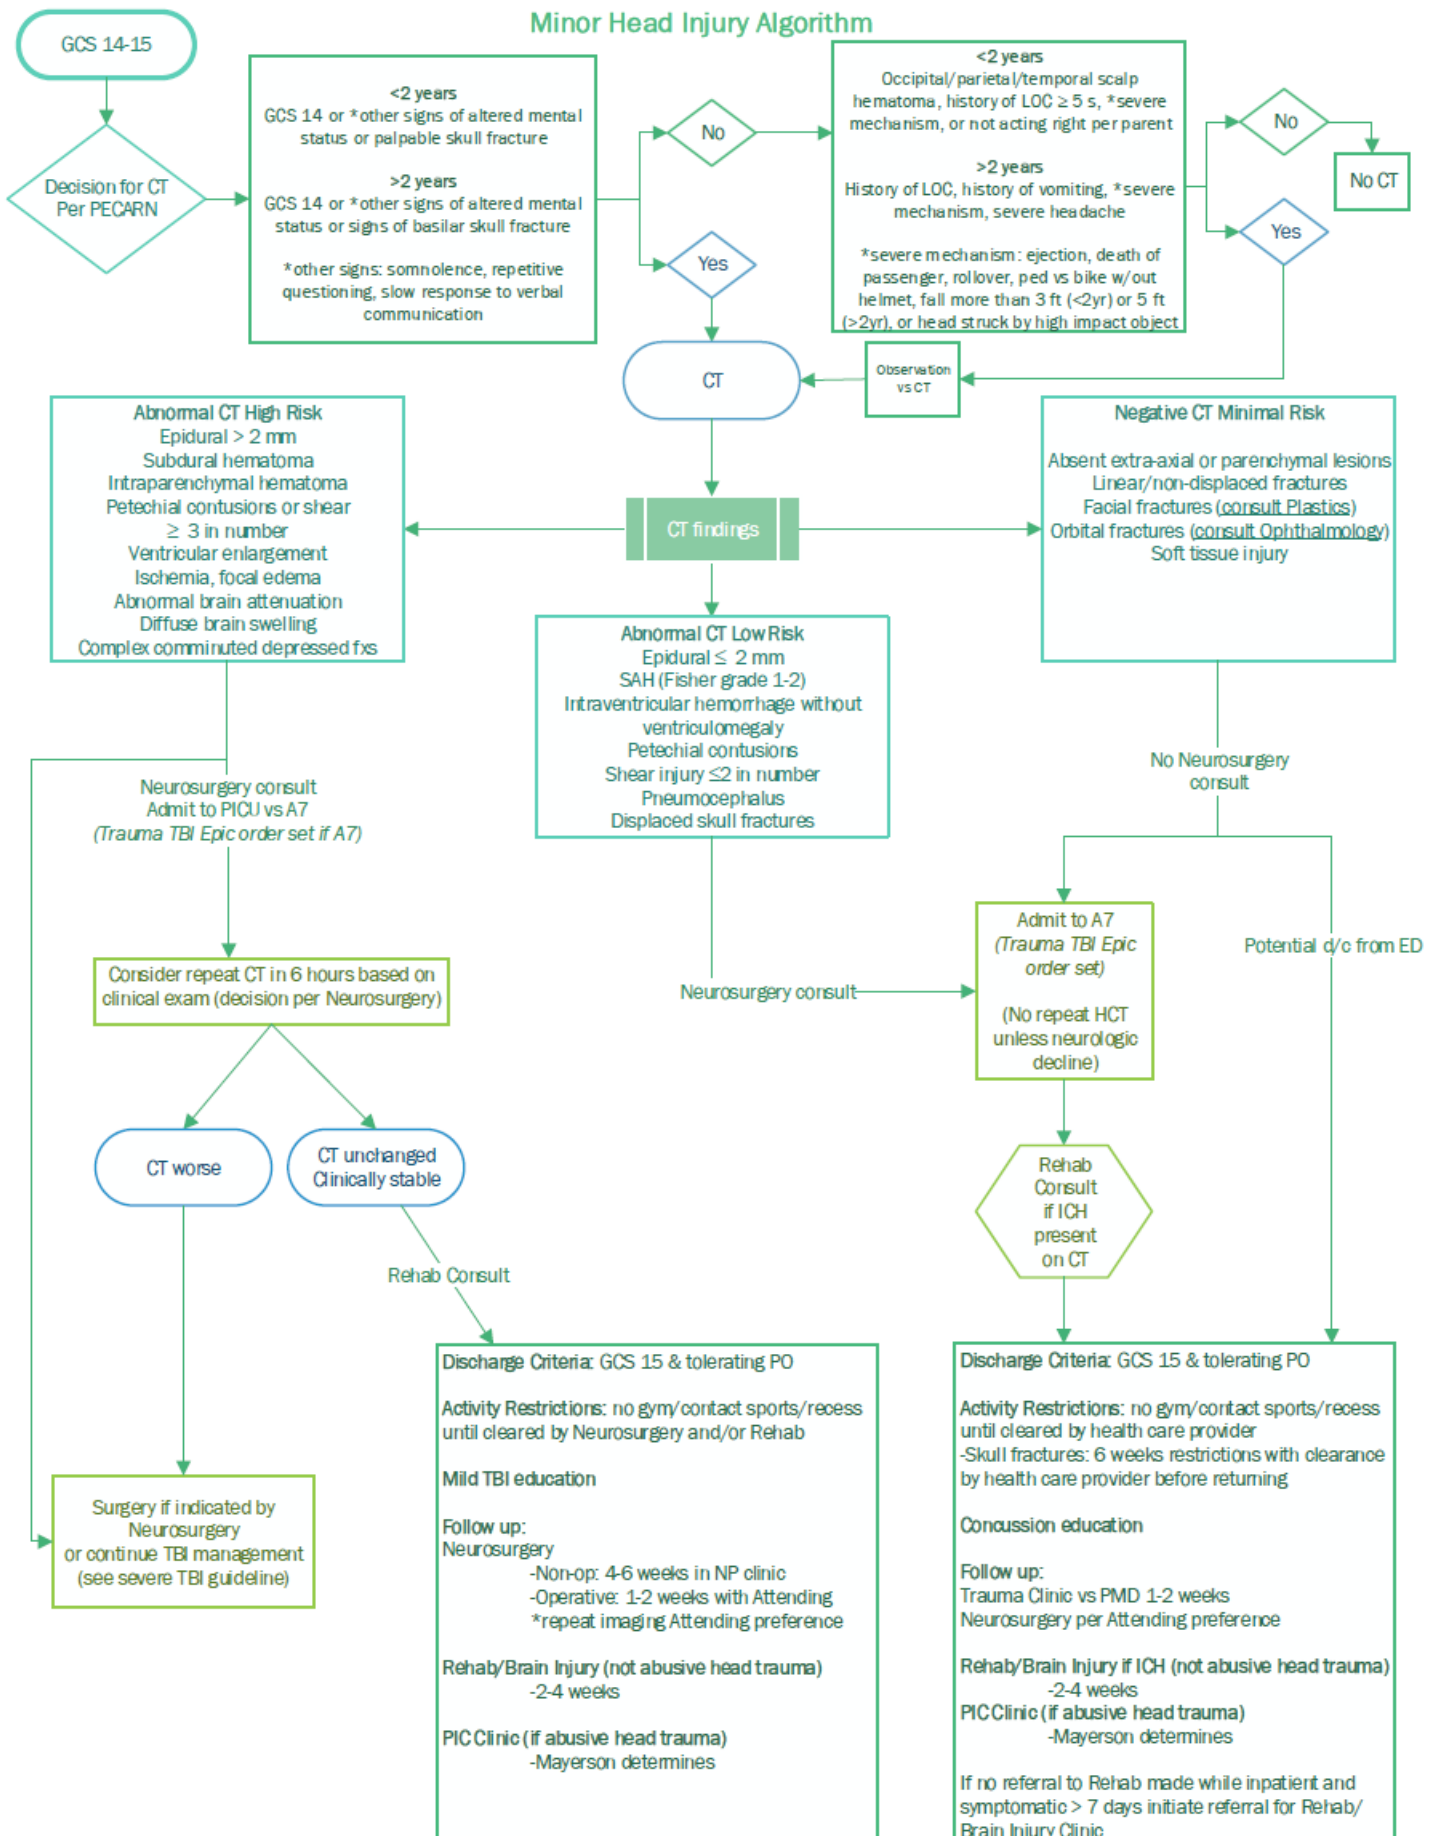 Minor Head Injury Algorithm
GCS 14-15
Decision for CT
Per PECARN
<2 years
GCS 14 or *other signs of altered mental
status or palpable skull fracture
>2 years
GCS 14 or *other signs of altered mental
status or signs of basilar skull fracture
*other signs: somnolence, repetitive
questioning, slow response to verbal
communication
No
Yes
<2 years
Occipital/parietal/temporal scalp
hematoma, history of LOC ≥ 5 s, *severe
mechanism, or not acting right per parent
>2 years
History of LOC, history of vomiting, *severe
mechanism, severe headache
*severe mechanism: ejection, death of
passenger, rollover, ped vs bike w/out
helmet, fall more than 3 ft (<2yr) or 5 ft
(>2yr), or head struck by high impact object
No
Yes
No CT
Observation
vs CT
CT
Abnormal CT High Risk
Epidural > 2 mm
Subdural hematoma
Intraparenchymal hematoma
Petechial contusions or shear
≥ 3 in number
Ventricular enlargement
Ischemia, focal edema
Abnormal brain attenuation
Diffuse brain swelling
Complex comminuted depressed fxs
CT findings
Negative CT Minimal Risk
Absent extra-axial or parenchymal lesions
Linear/non-displaced fractures
Facial fractures (consult Plastics)
Orbital fractures (consult Ophthalmology)
Soft tissue injury
Abnormal CT Low Risk
Epidural ≤ 2 mm
SAH (Fisher grade 1-2)
Intraventricular hemorrhage without
ventriculomegaly
Petechial contusions
Shear injury ≤2 in number
Pneumocephalus
Displaced skull fractures
Neurosurgery consult
Admit to PICU vs A7
(Trauma TBI Epic order set if A7)
No Neurosurgery
consult
Consider repeat CT in 6 hours based on
clinical exam (decision per Neurosurgery)
Neurosurgery consult
Admit to A7
(Trauma TBI Epic
order set)
(No repeat HCT
unless neurologic
decline)
Potential d/c from ED
CT worse
CT unchanged
Clinically stable
Rehab
Consult
if ICH
present
on CT
Rehab Consult
Surgery if indicated by
Neurosurgery
or continue TBI management
(see severe TBI guideline)
Discharge Criteria: GCS 15 & tolerating PO
Activity Restrictions: no gym/contact sports/recess
until cleared by Neurosurgery and/or Rehab
Mild TBI education
Follow up:
Neurosurgery
-Non-op: 4-6 weeks in NP clinic
-Operative: 1-2 weeks with Attending
*repeat imaging Attending preference
Rehab/Brain Injury (not abusive head trauma)
-2-4 weeks
PIC Clinic (if abusive head trauma)
-Mayerson determines
Discharge Criteria: GCS 15 & tolerating PO
Activity Restrictions: no gym/contact sports/recess
until cleared by health care provider
-Skull fractures: 6 weeks restrictions with clearance
by health care provider before returning
Concussion education
Follow up:
Trauma Clinic vs PMD 1-2 weeks
Neurosurgery per Attending preference
Rehab/Brain Injury if ICH (not abusive head trauma)
-2-4 weeks
PIC Clinic (if abusive head trauma)
-Mayerson determines
If no referral to Rehab made while inpatient and
symptomatic > 7 days initiate referral for Rehab/
Brain Injury Clinic